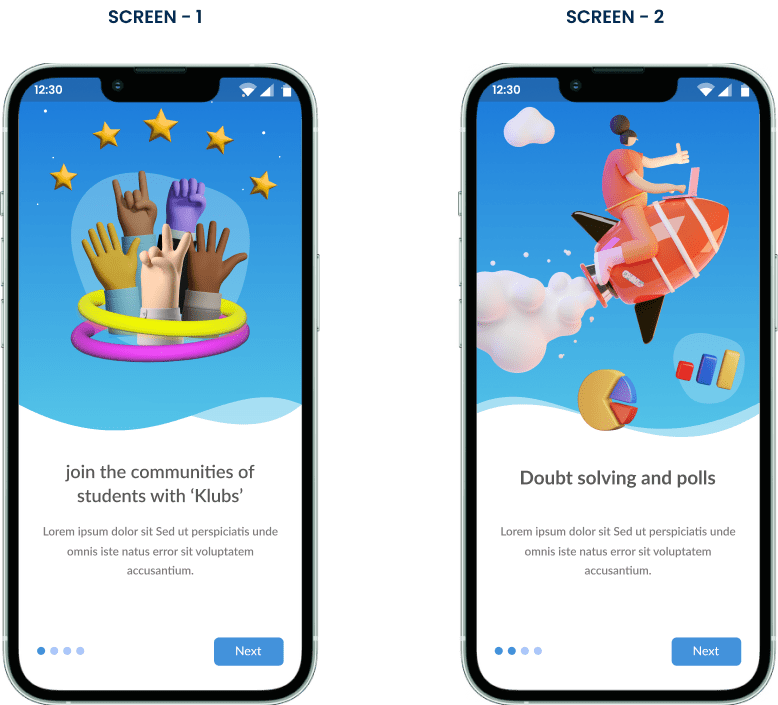 SCREEN - 1
12:30
join the communities of
students with ‘Klubs’
Lorem ipsum dolor sit Sed ut perspiciatis unde
omnis iste natus error sit voluptatem
accusantium.
Next
SCREEN - 2
12:30
Doubt solving and polls
Lorem ipsum dolor sit Sed ut perspiciatis unde
omnis iste natus error sit voluptatem
accusantium.
Next